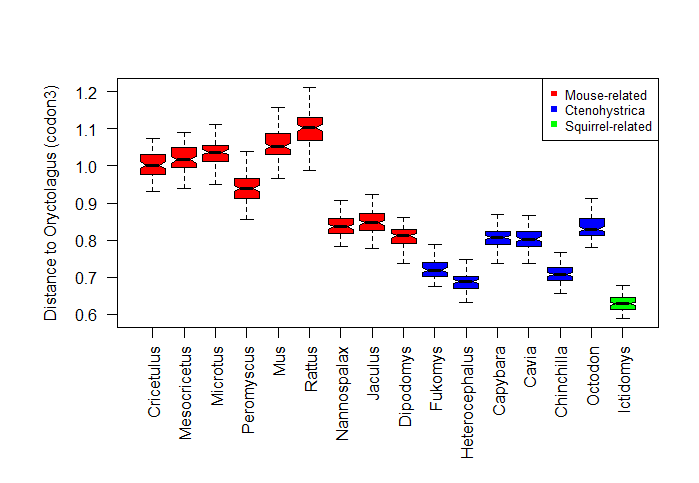 Distance to Oryctolagus (codon3)
1.2
1.1
1.0
0.9
0.8
0.7
0.6
Mouse-related
Ctenohystrica
Squirrel-related
Cricetulus
Mesocricetus
Microtus
Peromyscus
Mus
Rattus
Nannospalax
Jaculus
Dipodomys
Fukomys
Heterocephalus
Capybara
Cavia
Chinchilla
Octodon
Ictidomys